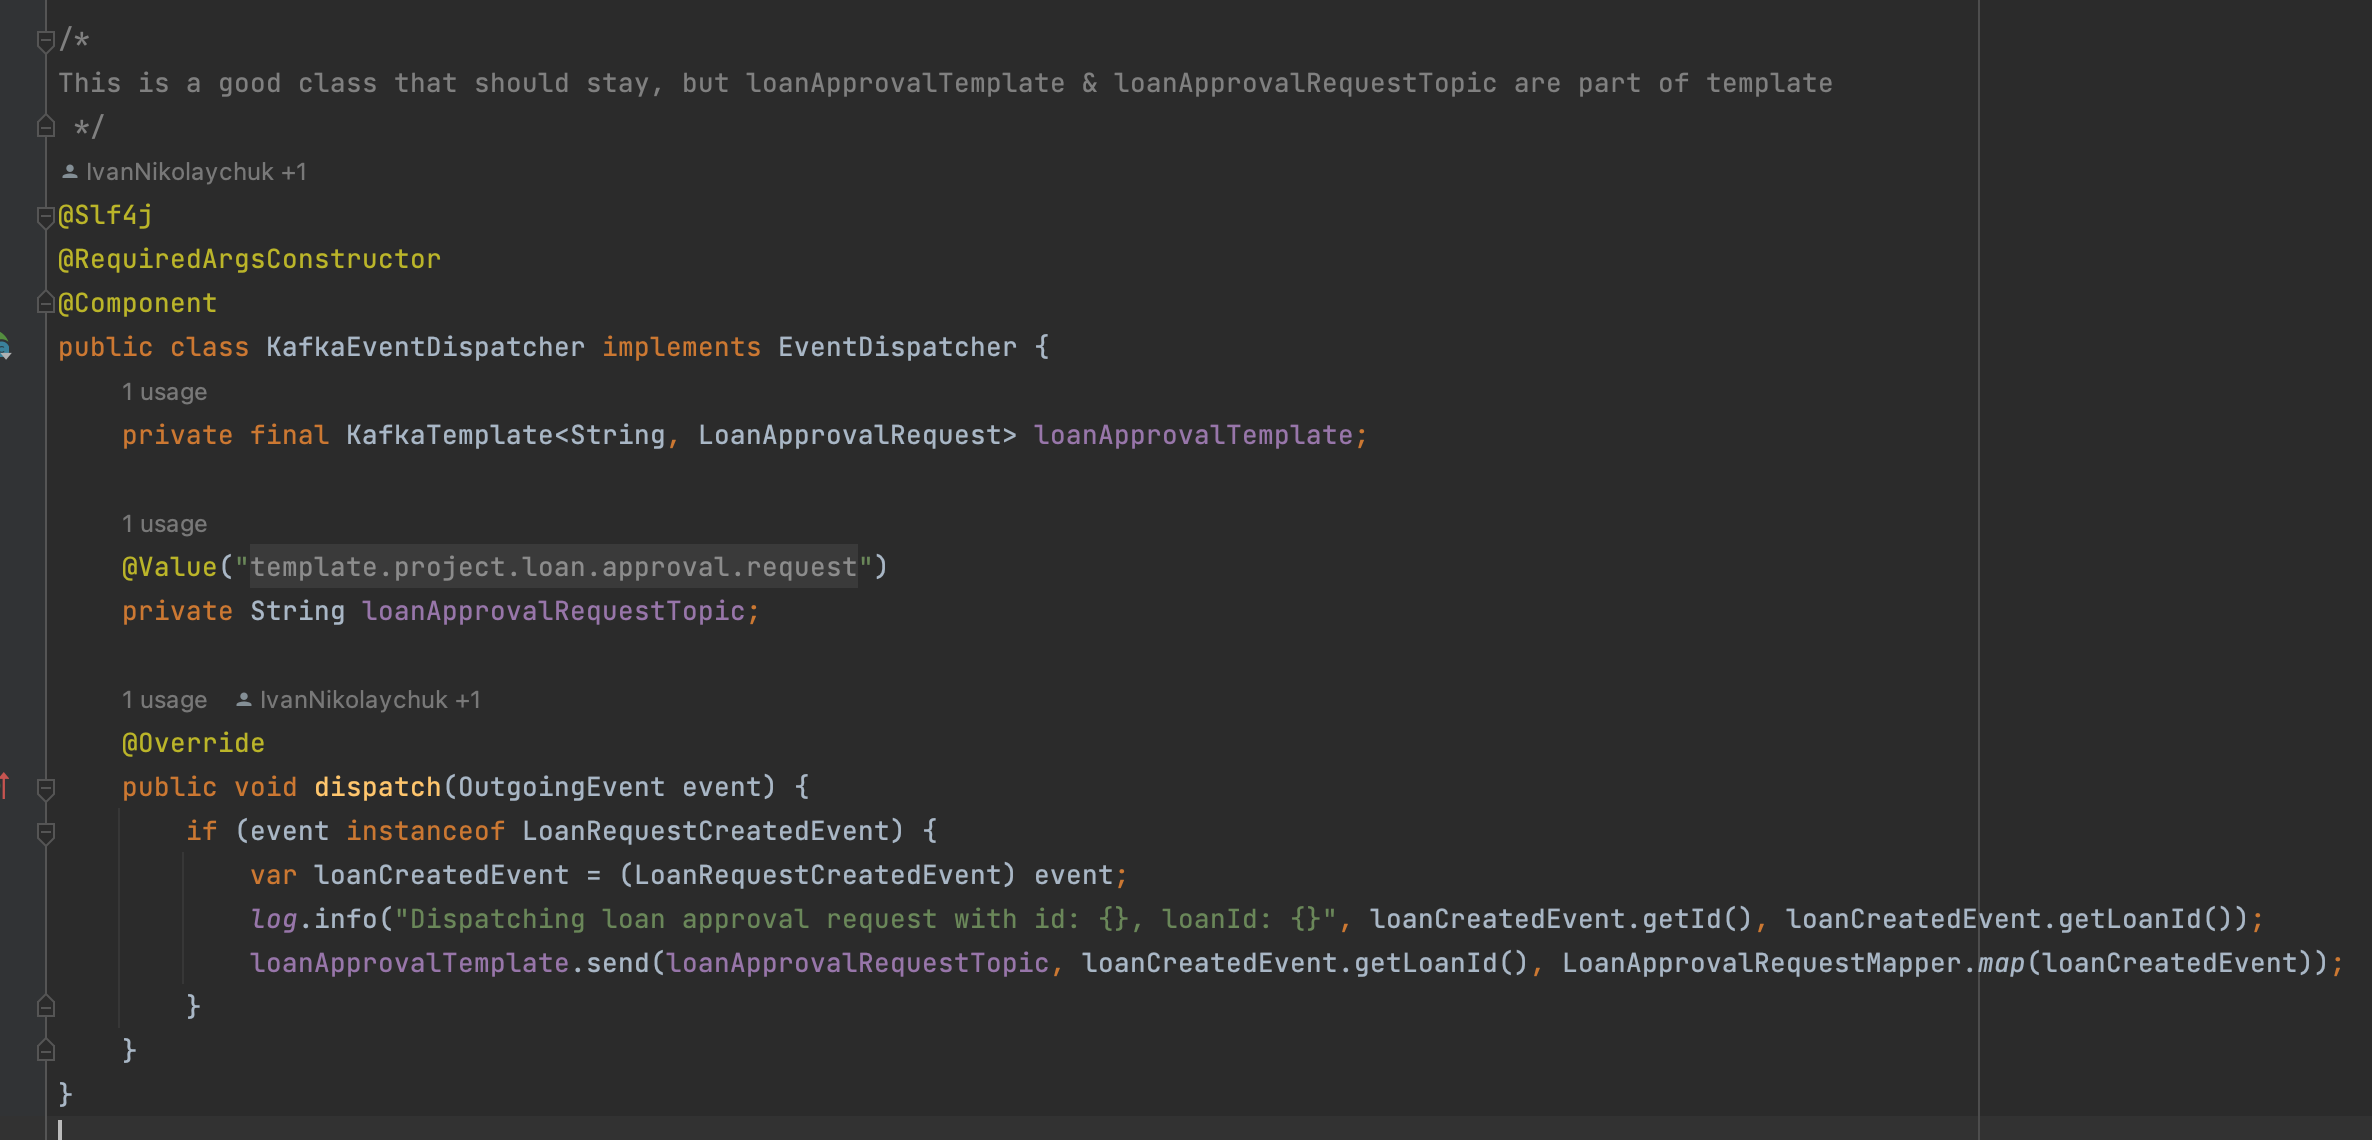 /*
This is a good class that should stay, but loanApprovalTemplate & loanApprovalRequestTopic are part of template
 */
IvanNikolaychuk +1
@Slf4j
@RequiredArgsConstructor
@Component
public class KafkaEventDispatcher implements EventDispatcher {
    1 usage
    private final KafkaTemplate<String, LoanApprovalRequest> loanApprovalTemplate;
    1 usage
    @Value("template.project.loan.approval.request")
    private String loanApprovalRequestTopic;
    1 usage IvanNikolaychuk +1
    @Override
    public void dispatch(OutgoingEvent event) {
        if (event instanceof LoanRequestCreatedEvent) {
            var loanCreatedEvent = (LoanRequestCreatedEvent) event;
            log.info("Dispatching loan approval request with id: {}, loanId: {}", loanCreatedEvent.getId(), loanCreatedEvent.getLoanId());
            loanApprovalTemplate.send(loanApprovalRequestTopic, loanCreatedEvent.getLoanId(), LoanApprovalRequestMapper.map(loanCreatedEvent));
        }
    }
}